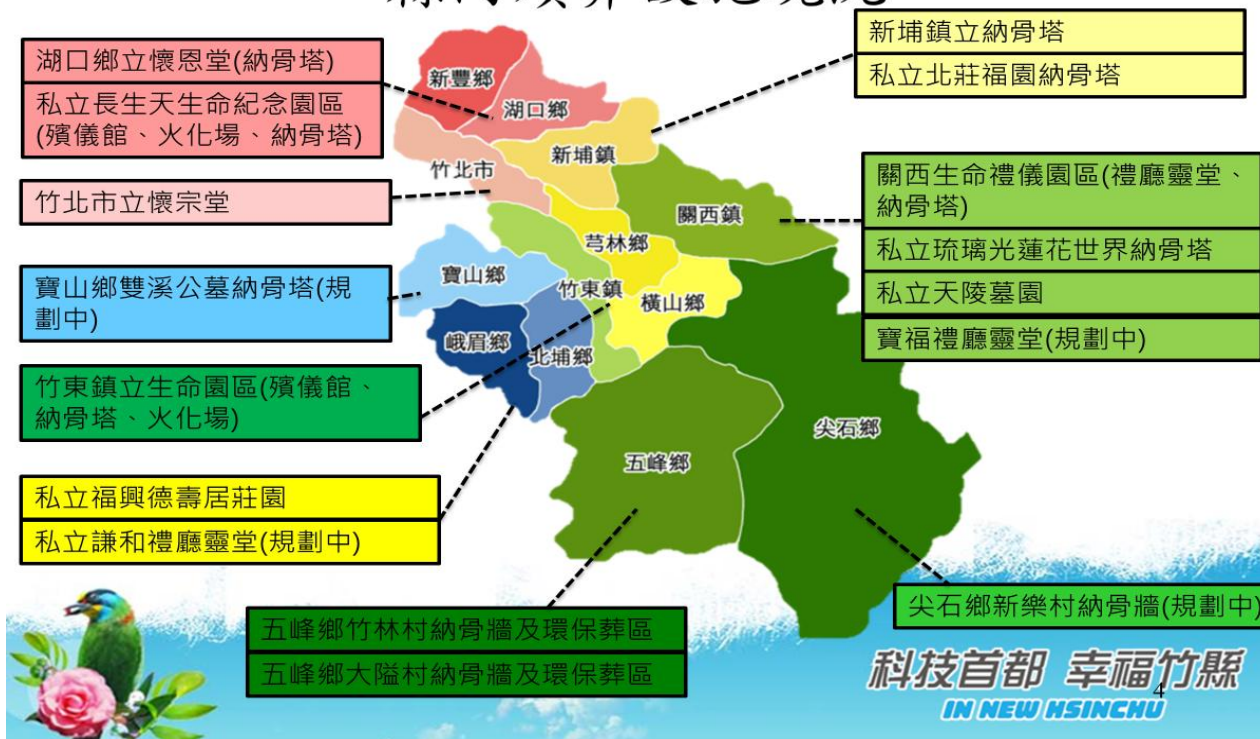 湖口鄉立懷恩堂(納骨塔)
私立長生天生命紀念園區
(殯儀館、火化場、納骨塔)
竹北市立懷宗堂
寶山鄉雙溪公墓納骨塔(規
劃中)
竹東鎮立生命園區(殯儀館、
納骨塔、火化場)
私立福興德壽居莊園
私立謙和禮廳靈堂(規劃中)
五峰鄉竹林村納骨牆及環保葬區
五峰鄉大隘村納骨牆及環保葬區
新豐鄉
湖口鄉
竹北市
新埔鎮
關西鎮
芎林鄉
寶山鄉
竹東鎮
橫山鄉
峨眉鄉
北埔鄉
尖石鄉
五峰鄉
新埔鎮立納骨塔
私立北莊福園納骨塔
關西生命禮儀園區(禮廳靈堂、
納骨塔)
私立琉璃光蓮花世界納骨塔
私立天陵墓園
寶福禮廳靈堂(規劃中)
尖石鄉新樂村納骨牆(規劃中)
科技首都 幸福竹縣
IN NEW HSINCHU
4